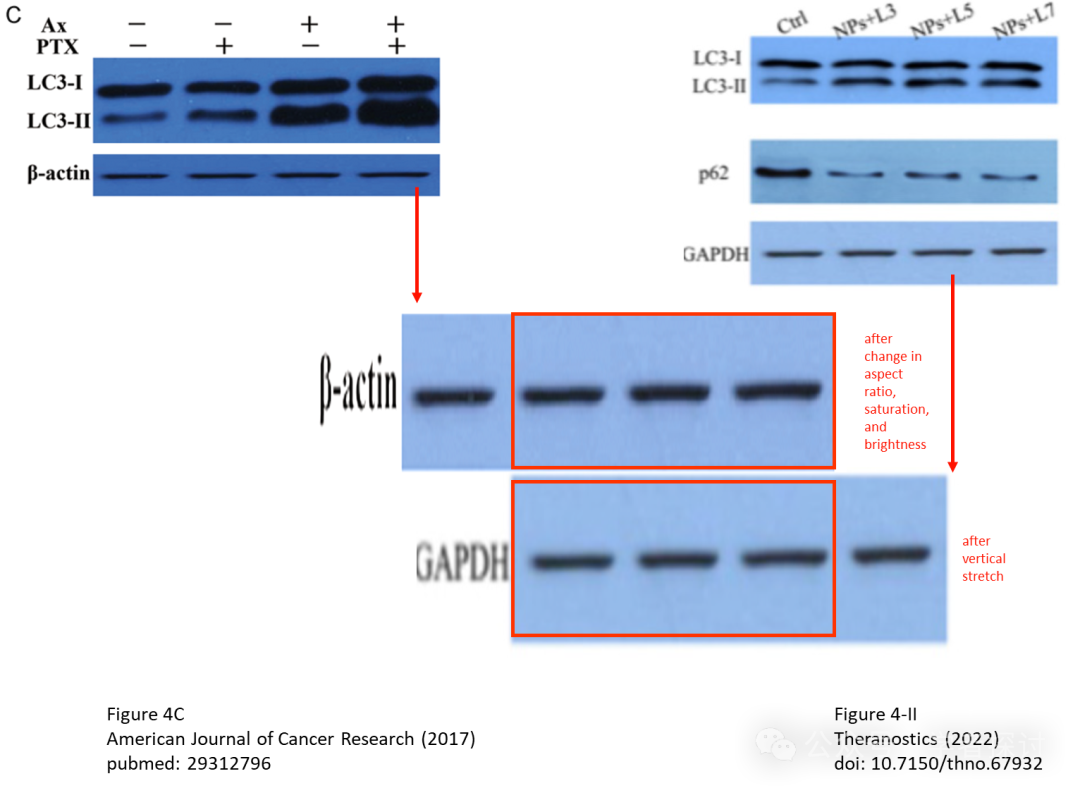 C
Ax − − + +
PTX − + − +
LC3-I
LC3-II
β-actin
Ctrl NPs+L3 NPs+L5 NPs+L7
LC3-I
LC3-II
p62
GAPDH
β-actin
after
change in
aspect
ratio,
saturation,
and
brightness
GAPDH
after
vertical
stretch
Figure 4C
American Journal of Cancer Research (2017)
pubmed: 29312796
Figure 4-II
Theranostics (2022)
doi: 10.7150/thno.67932